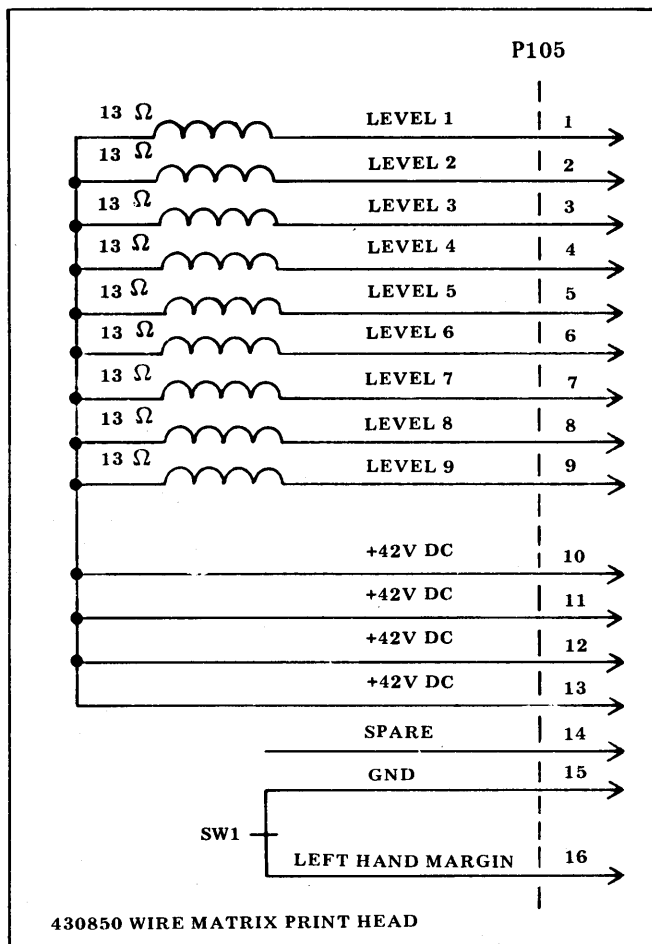 P105
13 Ω LEVEL 1 1
13 Ω LEVEL 2 2
13 Ω LEVEL 3 3
13 Ω LEVEL 4 4
13 Ω LEVEL 5 5
13 Ω LEVEL 6 6
13 Ω LEVEL 7 7
13 Ω LEVEL 8 8
13 Ω LEVEL 9 9
+42V DC 10
+42V DC 11
+42V DC 12
+42V DC 13
SPARE 14
GND 15
SW1
LEFT HAND MARGIN 16
430850 WIRE MATRIX PRINT HEAD